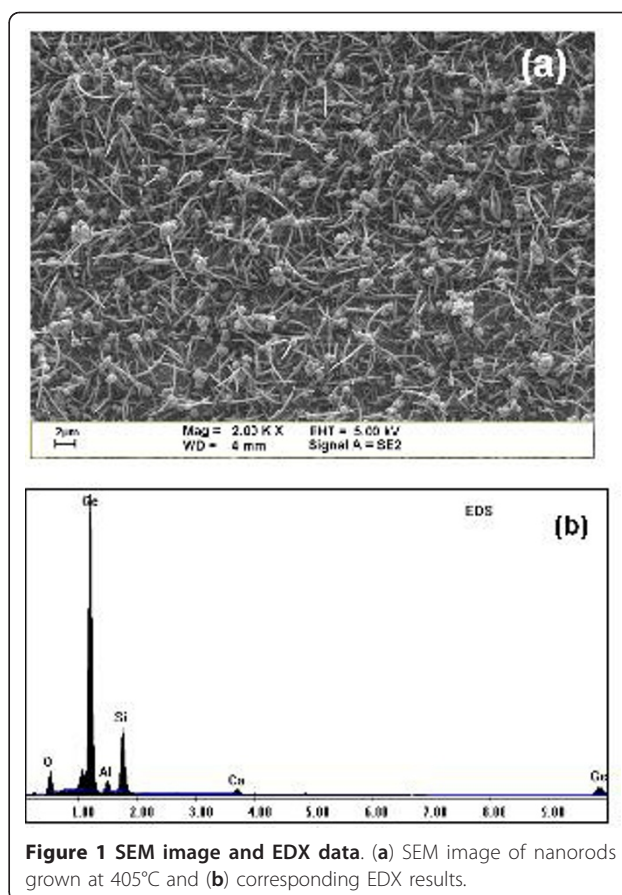 (a)
2µm
Mag = 2.00 K X EHT = 5.00 kV
WD = 4 mm Signal A = SE2
Ge
EDS
(b)
Si
O
Al
Ca
Ge
1.00 2.00 3.00 4.00 5.00 6.00 7.00 8.00 9.00
Figure 1 SEM image and EDX data. (a) SEM image of nanorods
grown at 405°C and (b) corresponding EDX results.